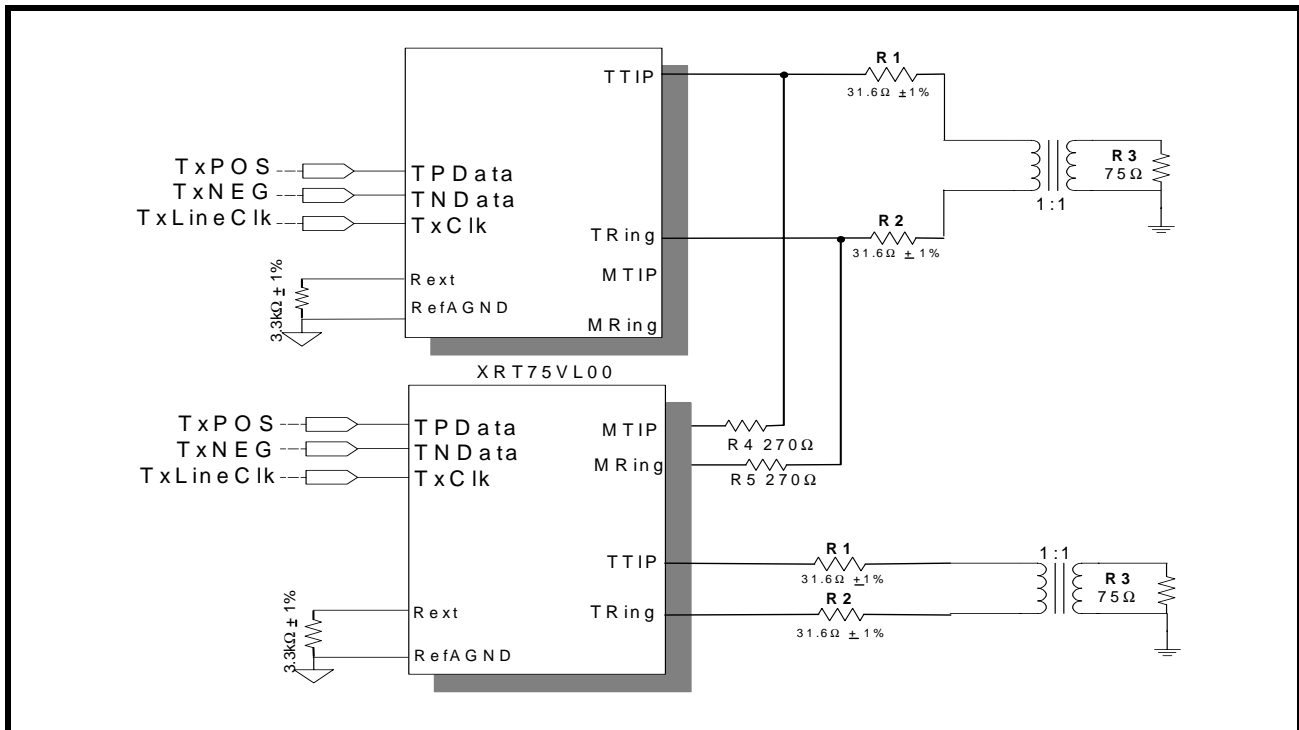 TTIP
R1
31.6Ω ±1%
TxPOS
TPData
TxNEG
TNData
TxLineClk
TxClk
R3
75Ω
1:1
TRing
R2
31.6Ω ±1%
MTIP
Rext
RefAGND
3.3kΩ ±1%
MRing
XRT75VL00
TxPOS
TPData
TxNEG
TNData
TxLineClk
TxClk
MTIP
R4 270Ω
MRing
R5 270Ω
TTIP
R1
31.6Ω ±1%
1:1
R3
75Ω
TRing
R2
31.6Ω ±1%
Rext
RefAGND
3.3kΩ ±1%